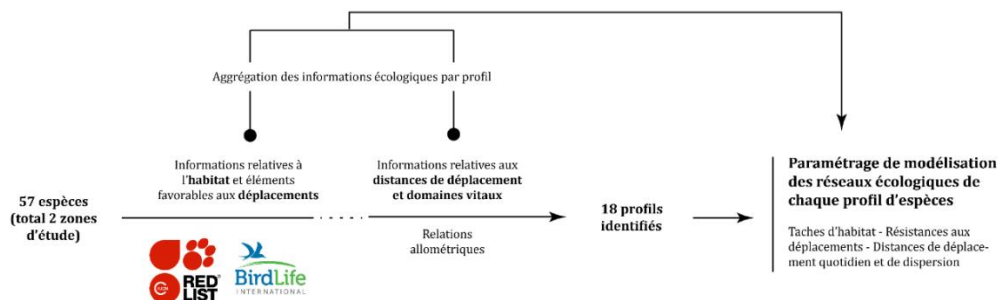 Aggrégation des informations écologiques par profil
Informations relatives à
l'habitat et éléments
favorables aux déplacements
Informations relatives aux
distances de déplacement
et domaines vitaux
57 espèces
(total 2 zones
d'étude)
Relations
allométriques
18 profils
identifiés
Paramétrage de modélisation
des réseaux écologiques de
chaque profil d'espèces
Taches d'habitat - Résistances aux
déplacements - Distances de déplace-
ment quotidien et de dispersion
RED
LIST
BirdLife
INTERNATIONAL